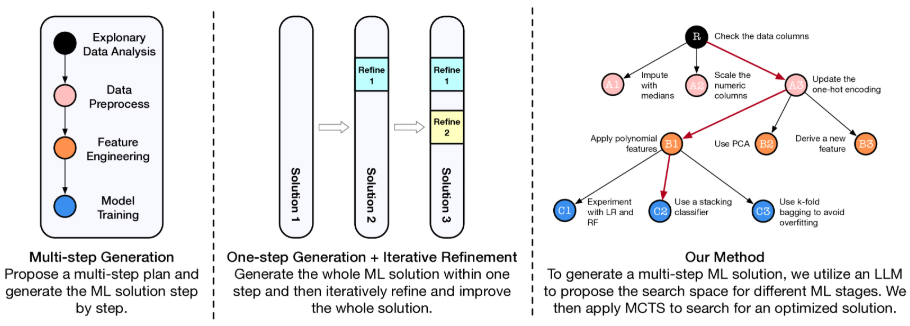 Explonary
Data Analysis
Data
Preprocess
Feature
Engineering
Model
Training
Multi-step Generation
Propose a multi-step plan and
generate the ML solution step
by step.
Solution 1
Refine
1
Solution 2
Refine
1
Refine
2
Solution 3
One-step Generation + Iterative Refinement
Generate the whole ML solution within one
step and then iteratively refine and improve
the whole solution.
R
Check the data columns
A1
Impute
with
medians
A2
Scale the
numeric
columns
A3
Update the
one-hot encoding
Apply polynomial
features
B1
Use PCA
B2
Derive a new
feature
B3
C1
Experiment
with LR and
RF
C2
Use a stacking
classifier
C3
Use k-fold
bagging to avoid
overfitting
Our Method
To generate a multi-step ML solution, we utilize an LLM
to propose the search space for different ML stages. We
then apply MCTS to search for an optimized solution.